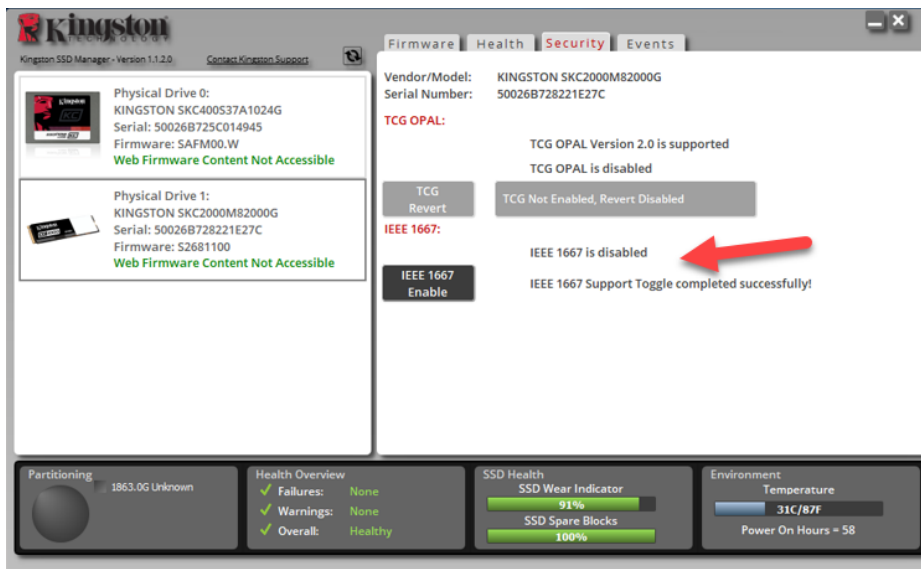 Kingston
TECHNOLOGY
Kingston SSD Manager - Version 1.1.2.0
Contact Kingston Support
Firmware
Health
Security
Events
Physical Drive 0:
KINGSTON SKC400S37A1024G
Serial: 50026B725C014945
Firmware: SAFM00.W
Web Firmware Content Not Accessible
Physical Drive 1:
KINGSTON SKC2000M82000G
Serial: 50026B728221E27C
Firmware: S2681100
Web Firmware Content Not Accessible
Vendor/Model: KINGSTON SKC2000M82000G
Serial Number: 50026B728221E27C
TCG OPAL:
TCG OPAL Version 2.0 is supported
TCG OPAL is disabled
TCG
Revert
TCG Not Enabled, Revert Disabled
IEEE 1667:
IEEE 1667 is disabled
IEEE 1667
Enable
IEEE 1667 Support Toggle completed successfully!
Partitioning
1863.0G Unknown
Health Overview
Failures: None
Warnings: None
Overall: Healthy
SSD Health
SSD Wear Indicator
91%
SSD Spare Blocks
100%
Environment
Temperature
31C/87F
Power On Hours = 58